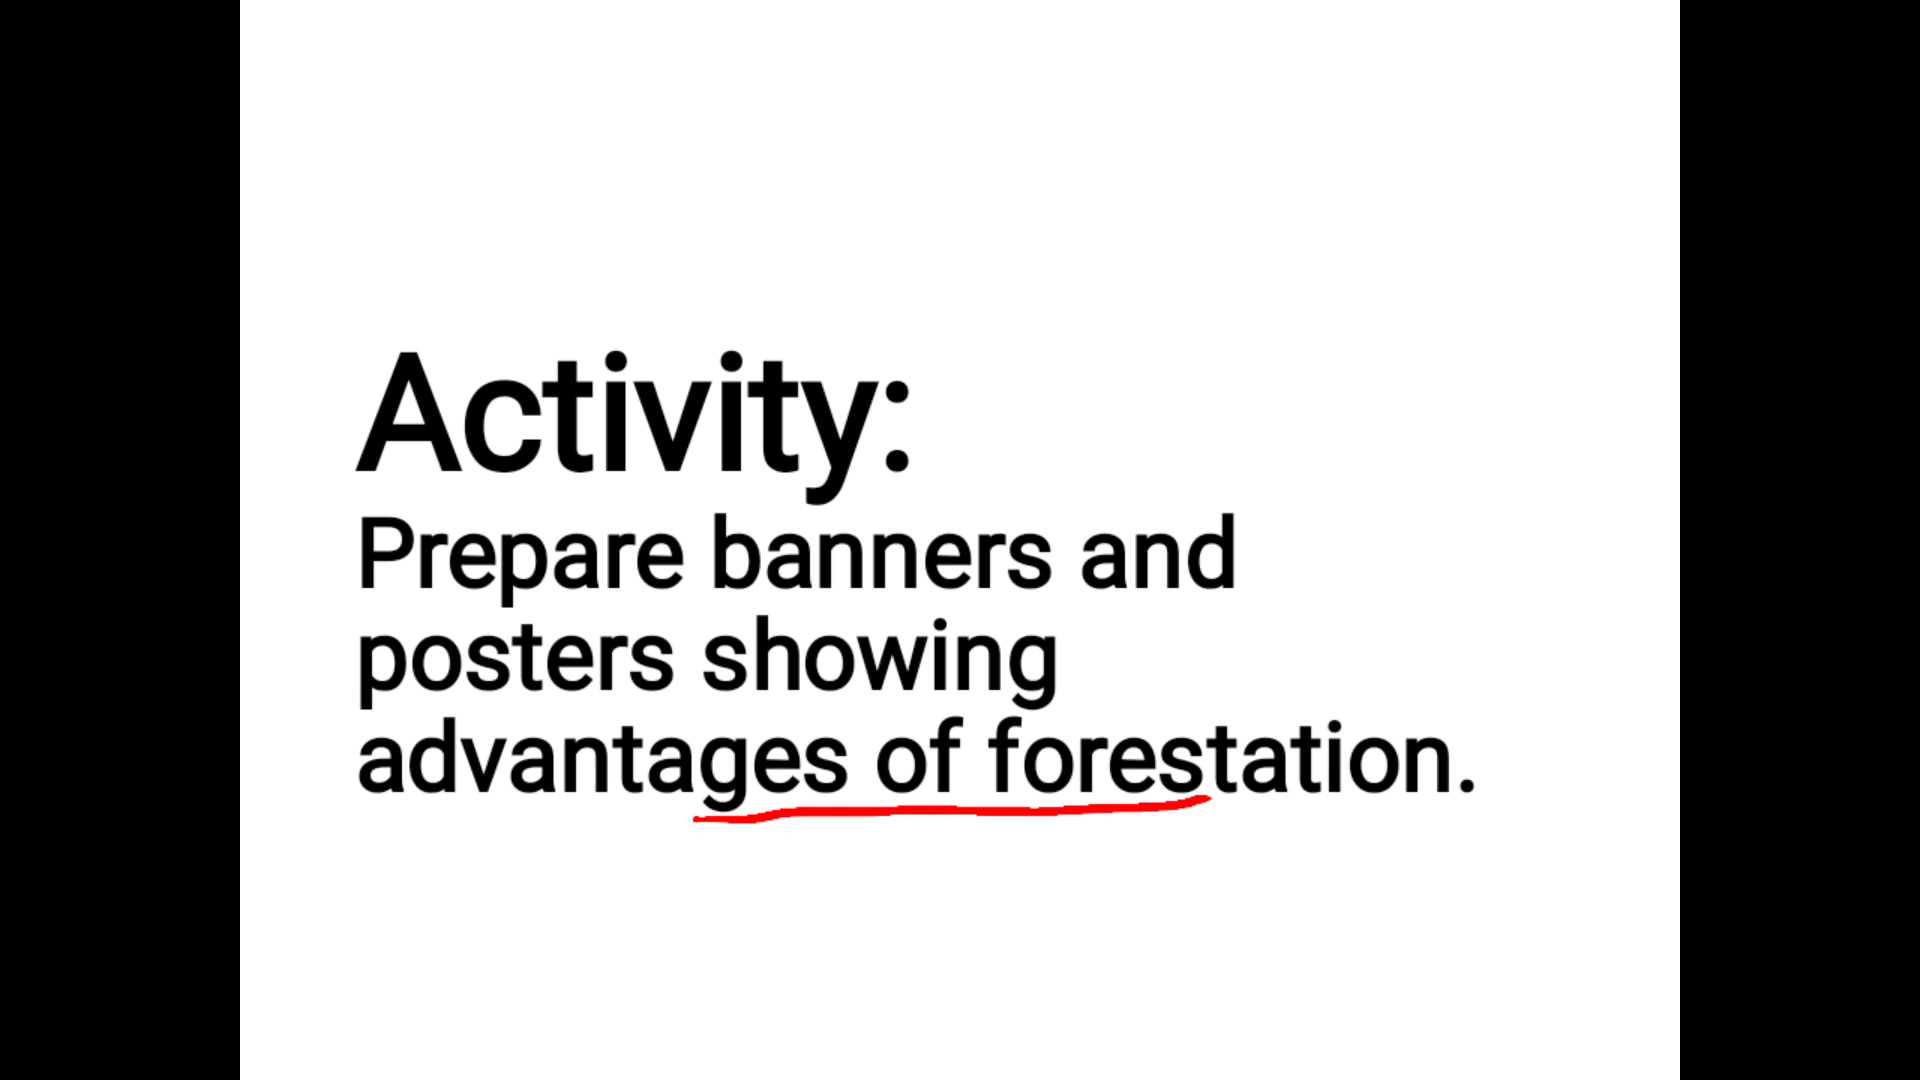 Activity:
Prepare banners and
posters showing
advantages of forestation.